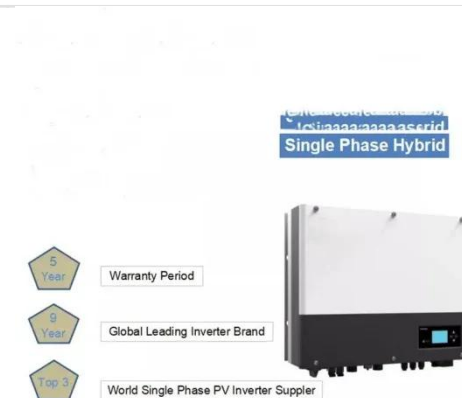 Single Phase Hybrid
5
Year
Warranty Period
9
Year
Global Leading Inverter Brand
Top 3
World Single Phase PV Inverter Suppler